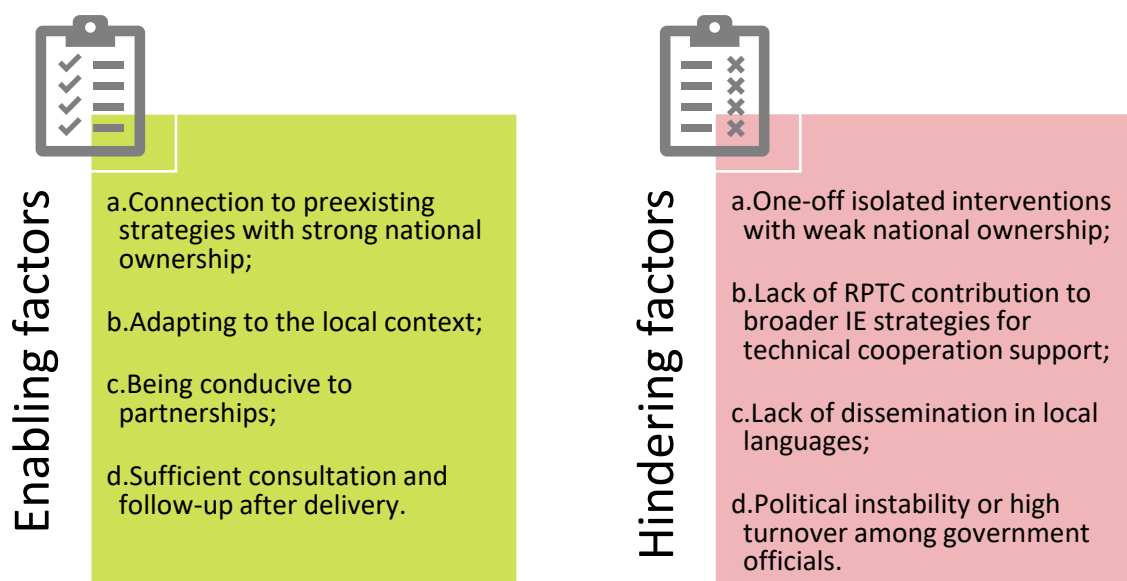 Enabling factors
a.Connection to preexisting
strategies with strong national
ownership;
b.Adapting to the local context;
c.Being conducive to
partnerships;
d.Sufficient consultation and
follow-up after delivery.
Hindering factors
a.One-off isolated interventions
with weak national ownership;
b.Lack of RPTC contribution to
broader IE strategies for
technical cooperation support;
c.Lack of dissemination in local
languages;
d.Political instability or high
turnover among government
officials.